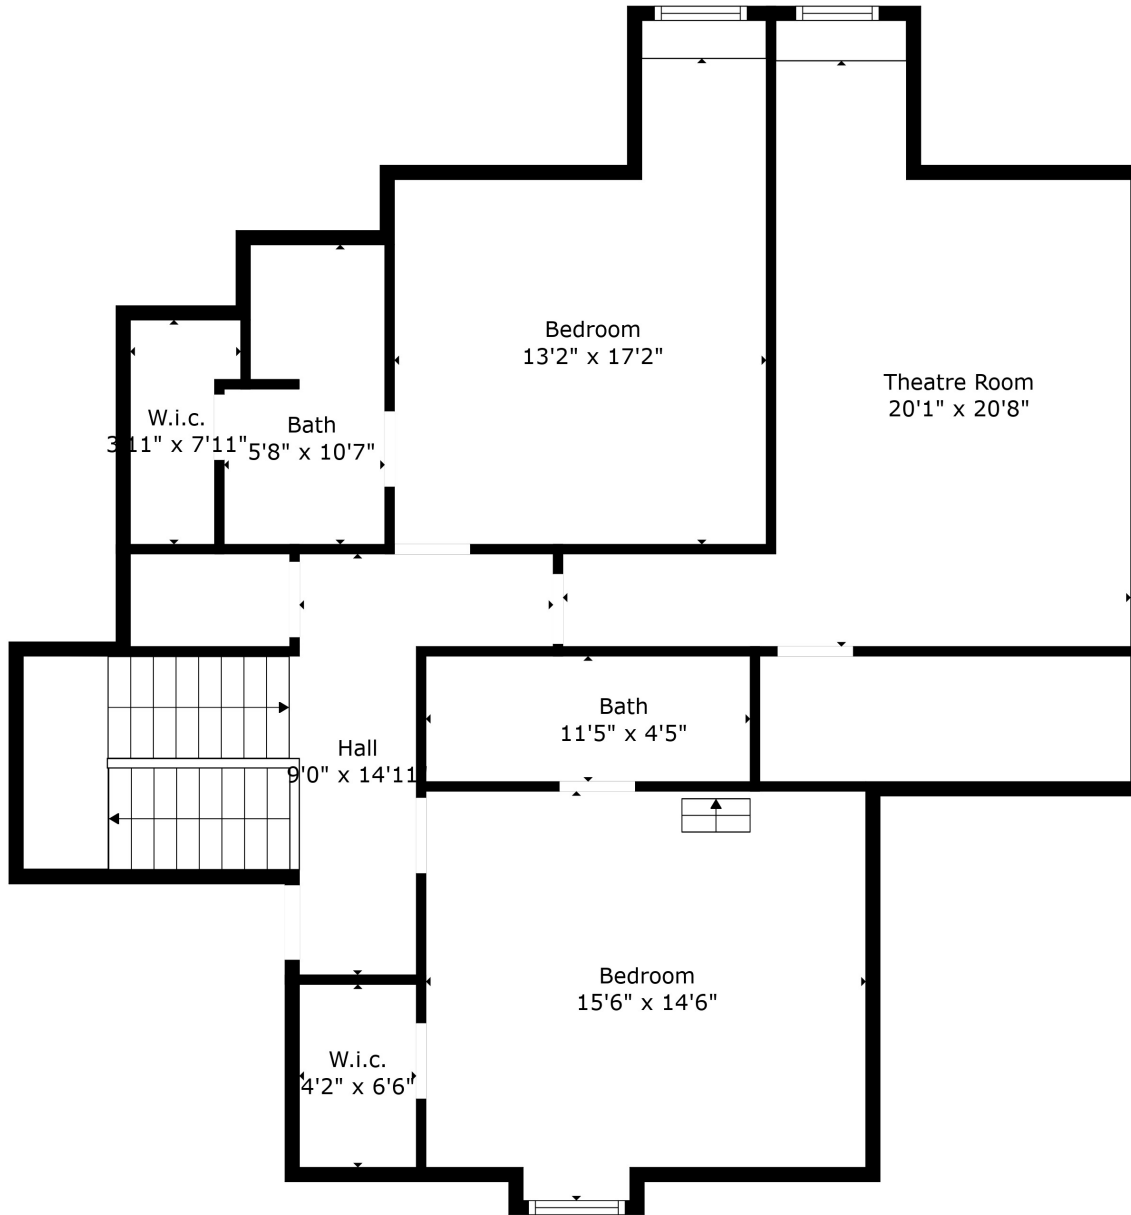 Bedroom
13'2" x 17'2"
Theatre Room
20'1" x 20'8"
W.i.c.
3'11" x 7'11"
Bath
5'8" x 10'7"
Bath
11'5" x 4'5"
Hall
9'0" x 14'11"
Bedroom
15'6" x 14'6"
W.i.c.
4'2" x 6'6"